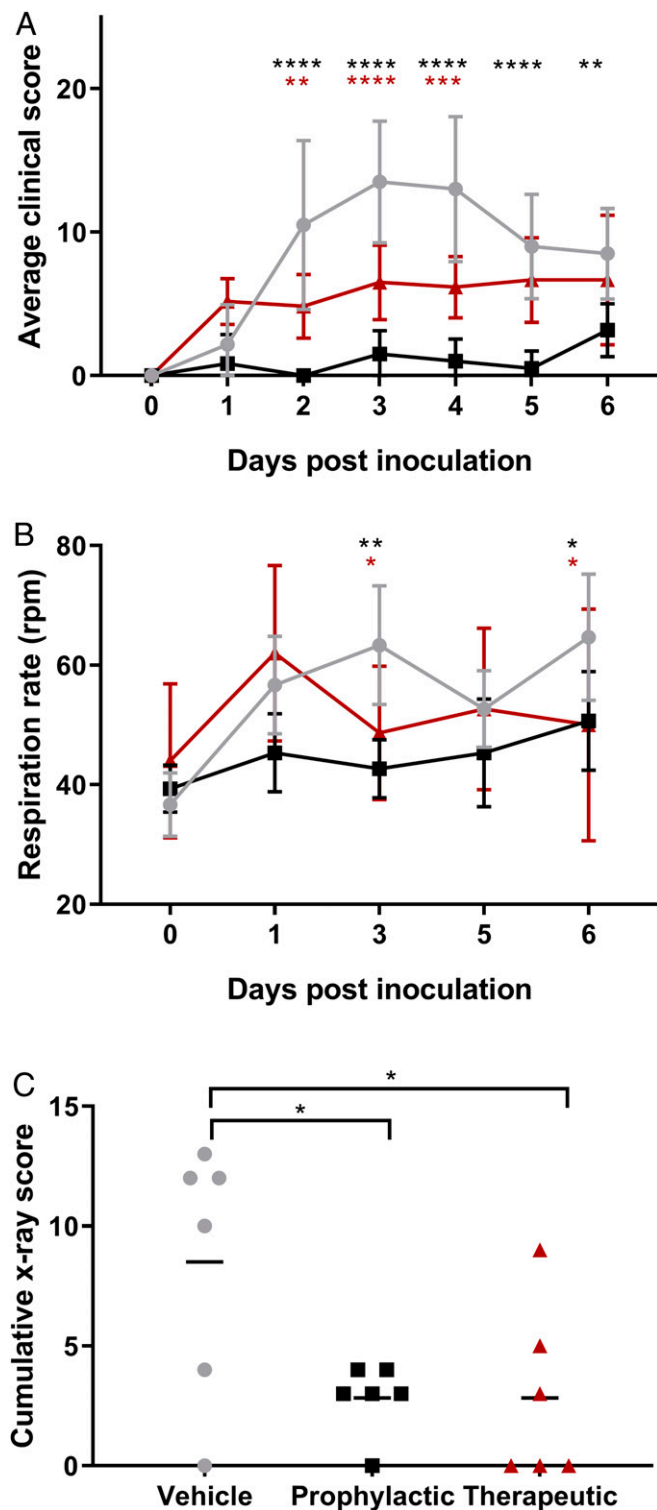 A
Average clinical score
**** **** **** **** **
** **** ***
20
10
0
0 1 2 3 4 5 6
Days post inoculation
B
Respiration rate (rpm)
80
** *
* *
60
40
20
0 1 3 5 6
Days post inoculation
C
Cumulative x-ray score
*
*
15
10
5
0
Vehicle Prophylactic Therapeutic